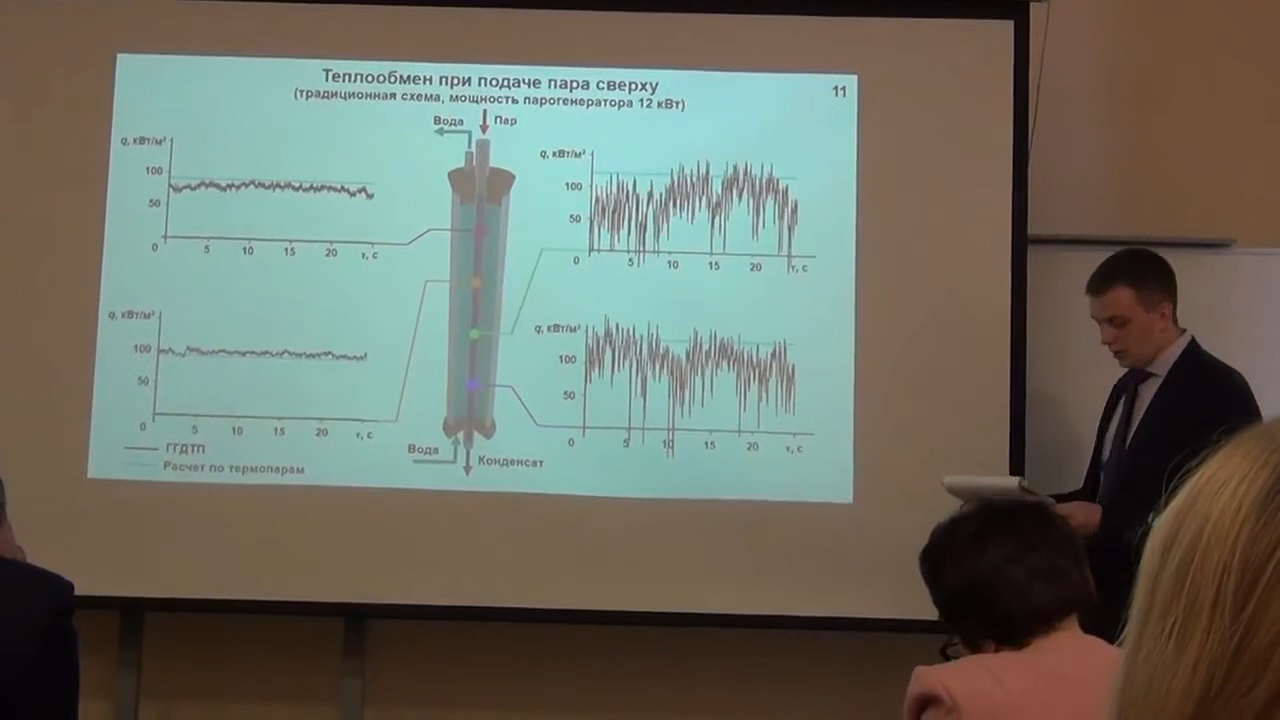 Теплообмен при подаче пара сверху
(традиционная схема, мощность парогенератора 12 кВт)
11
Вода
Пар
q, кВт/м²
100
50
0
5
10
15
20
τ, с
q, кВт/м²
100
50
0
5
10
15
20
τ, с
q, кВт/м²
100
50
0
5
10
15
20
τ, с
q, кВт/м²
100
50
0
5
10
15
20
τ, с
ГГДТП
Расчет по термопарам
Вода
Конденсат